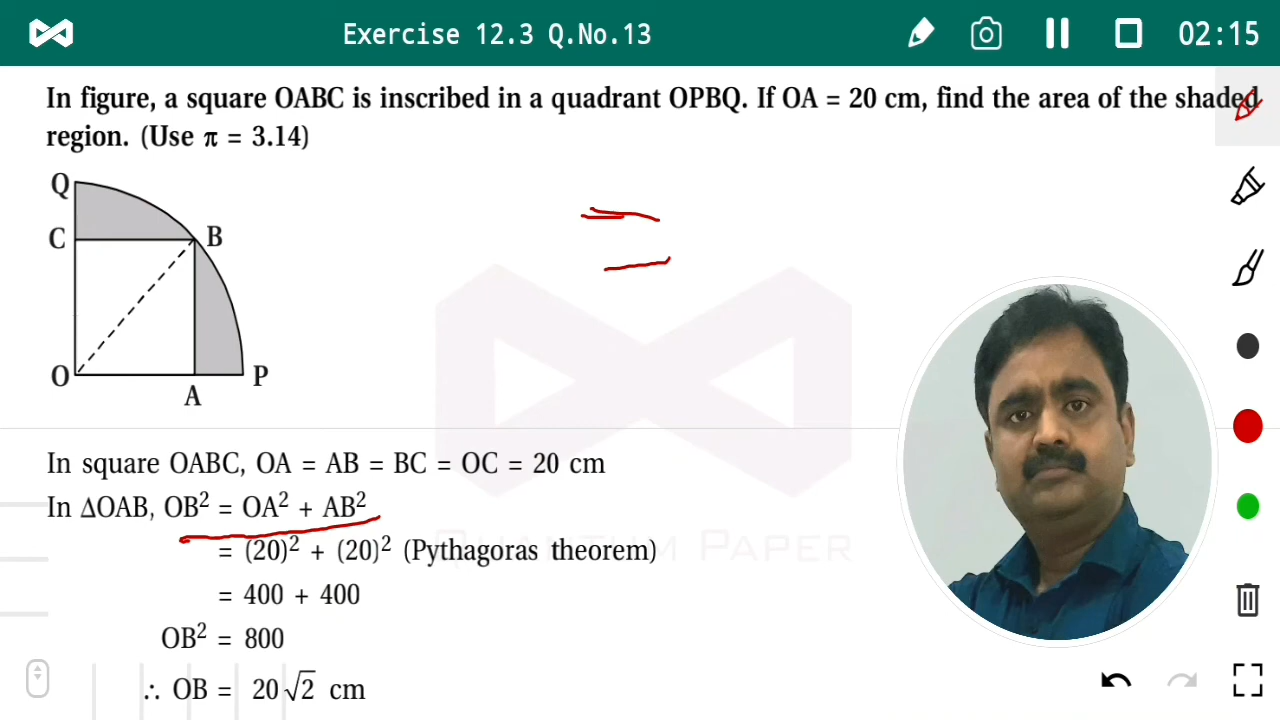 Exercise 12.3 Q.No.13
02:15
In figure, a square OABC is inscribed in a quadrant OPBQ. If OA = 20 cm, find the area of the shaded
region. (Use π = 3.14)
Q
C
B
O
A
P
In square OABC, OA = AB = BC = OC = 20 cm
In ΔOAB, OB² = OA² + AB²
= (20)² + (20)² (Pythagoras theorem)
QUANTUM PAPER
= 400 + 400
OB² = 800
∴ OB = 20√2 cm